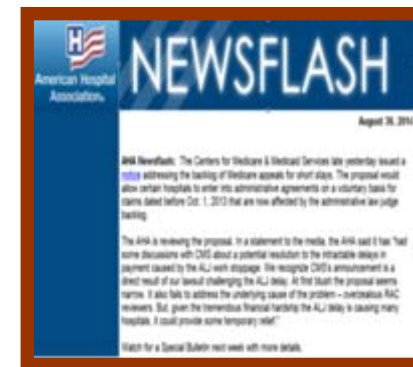 NEWSFLASH
American Hospital
Association®
August 30, 2014
AHA Newsflash: The Centers for Medicare & Medicaid Services late yesterday issued a
notice addressing the backlog of Medicare appeals for short stays. The proposal would
allow certain hospitals to enter into administrative agreements on a voluntary basis for
claims dated before Oct. 1, 2013 that are now affected by the administrative law judge
backlog.
The AHA is reviewing the proposal. In a statement to the media, the AHA said it has "had
some discussions with CMS about a potential resolution to the intractable delays in
payment caused by the ALJ work stoppage. We recognize CMS's announcement is a
direct result of our lawsuit challenging the ALJ delay. At first blush the proposal seems
narrow. It also fails to address the underlying cause of the problem – overzealous RAC
reviewers. But, given the tremendous financial hardship the ALJ delay is causing many
hospitals, it could provide some temporary relief."
Watch for a Special Bulletin next week with more details.